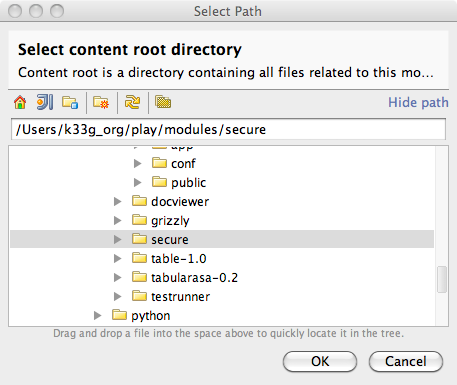 Select Path
Select content root directory
Content root is a directory containing all files related to this mo...
Hide path
/Users/k33g_org/play/modules/secure
app
conf
public
docviewer
grizzly
secure
table-1.0
tabularasa-0.2
testrunner
python
Drag and drop a file into the space above to quickly locate it in the tree.
OK
Cancel